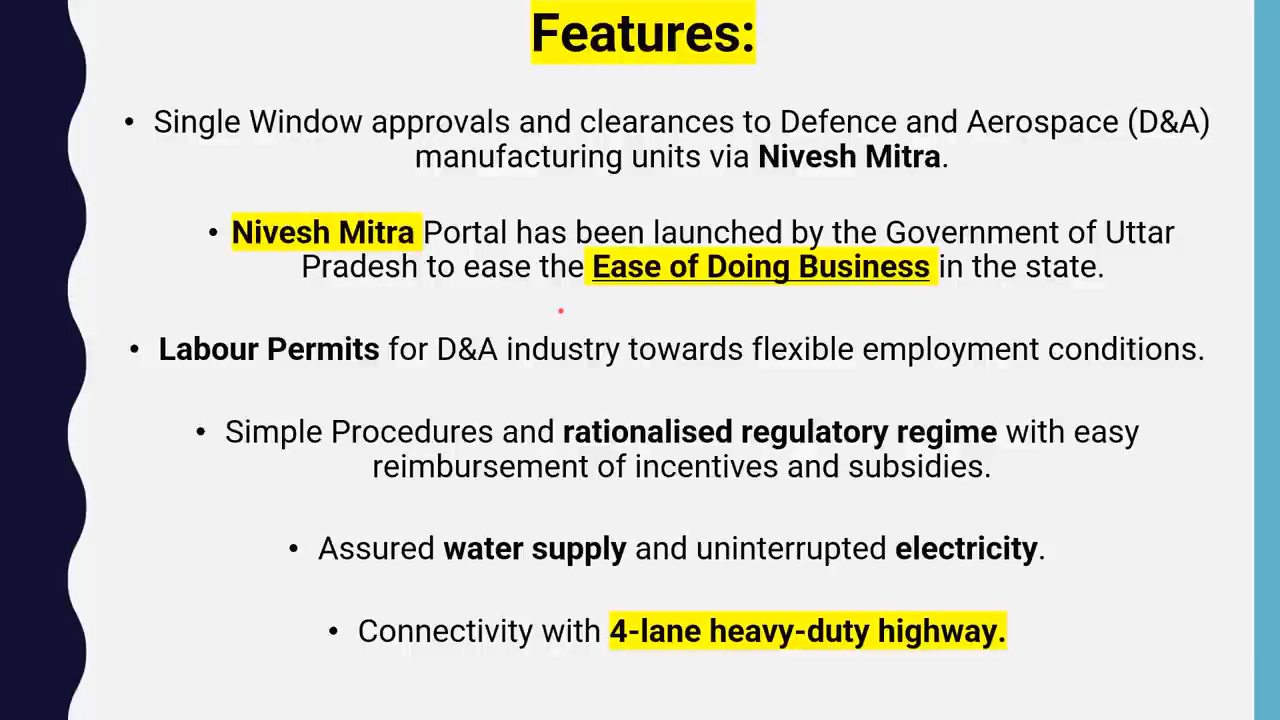 Features:
• Single Window approvals and clearances to Defence and Aerospace (D&A)
manufacturing units via Nivesh Mitra.
• Nivesh Mitra Portal has been launched by the Government of Uttar
Pradesh to ease the Ease of Doing Business in the state.
• Labour Permits for D&A industry towards flexible employment conditions.
• Simple Procedures and rationalised regulatory regime with easy
reimbursement of incentives and subsidies.
• Assured water supply and uninterrupted electricity.
• Connectivity with 4-lane heavy-duty highway.